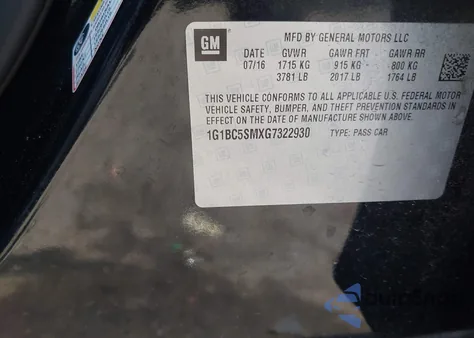 GM
MFD BY GENERAL MOTORS LLC
DATE GVWR GAWR FRT GAWR RR
07/16 1715 KG 915 KG 800 KG
3781 LB 2017 LB 1764 LB
THIS VEHICLE CONFORMS TO ALL APPLICABLE U.S. FEDERAL MOTOR
VEHICLE SAFETY, BUMPER, AND THEFT PREVENTION STANDARDS IN
EFFECT ON THE DATE OF MANUFACTURE SHOWN ABOVE.
1G1BC5SMXG7322930 TYPE: PASS CAR